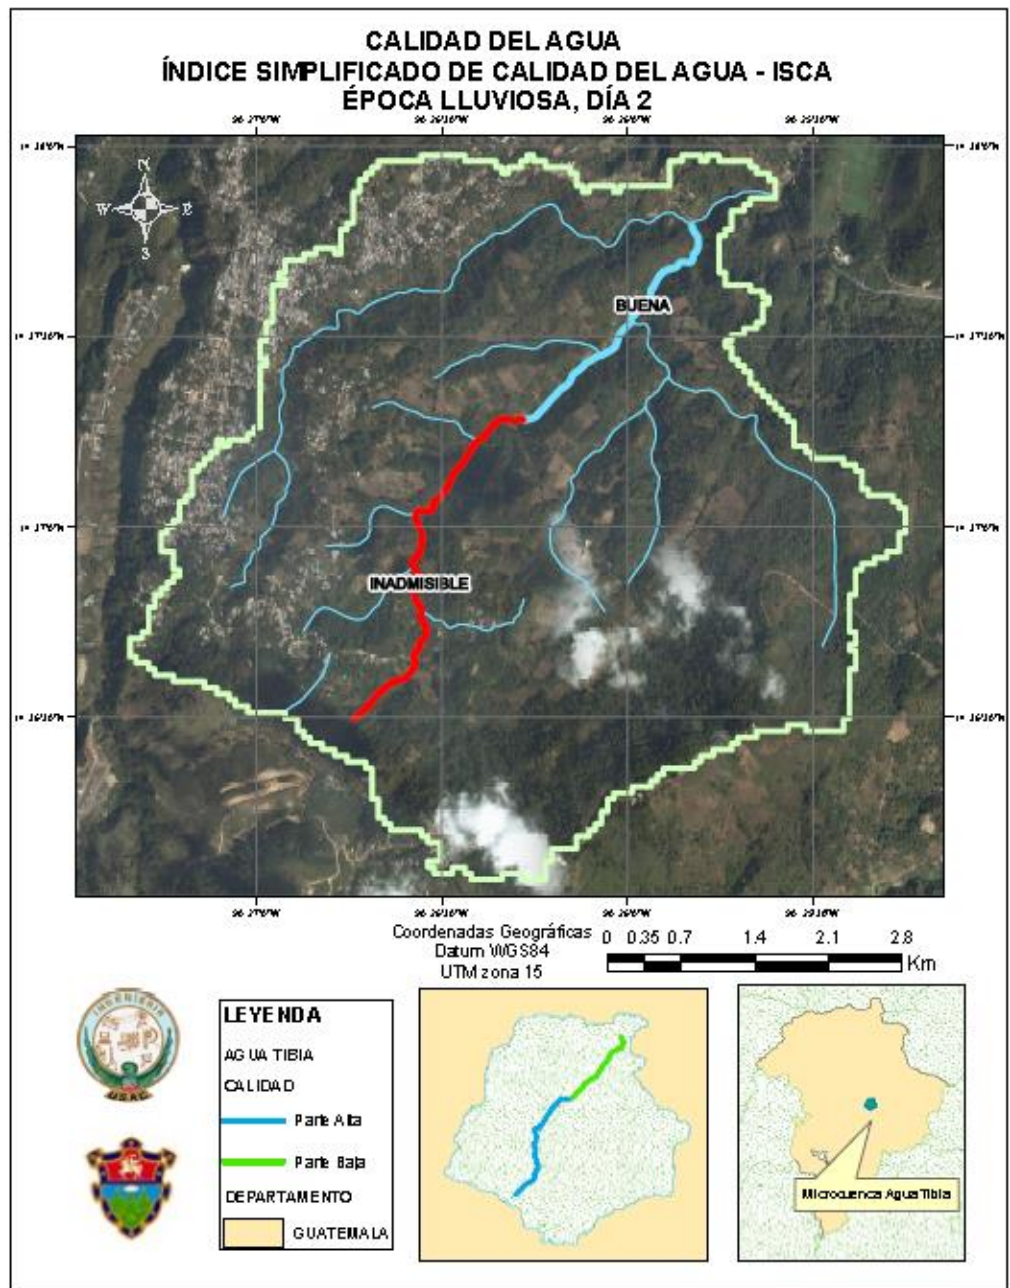 CALIDAD DEL AGUA
ÍNDICE SIMPLIFICADO DE CALIDAD DEL AGUA - ISCA
ÉPOCA LLUVIOSA, DÍA 2
N
W E
S
BUENA
INADMISIBLE
Coordenadas Geográficas
Datum WGS84
UTM zona 15
0 0.35 0.7 1.4 2.1 2.8
Km
INGENIERIA
USAC
LEYENDA
AGUA TIBIA
CALIDAD
Parte Alta
Parte Baja
DEPARTAMENTO
GUATEMALA
Microcuenca Agua Tibia